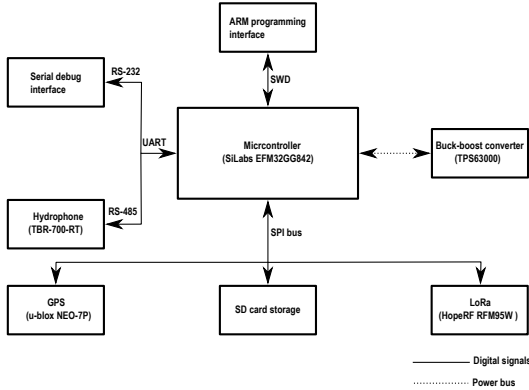 ARM programming
interface
SWD
Serial debug
interface
RS-232
UART
Micrcontroller
(SiLabs EFM32GG842)
Buck-boost converter
(TPS63000)
Hydrophone
(TBR-700-RT)
RS-485
SPI bus
GPS
(u-blox NEO-7P)
SD card storage
LoRa
(HopeRF RFM95W )
Digital signals
Power bus